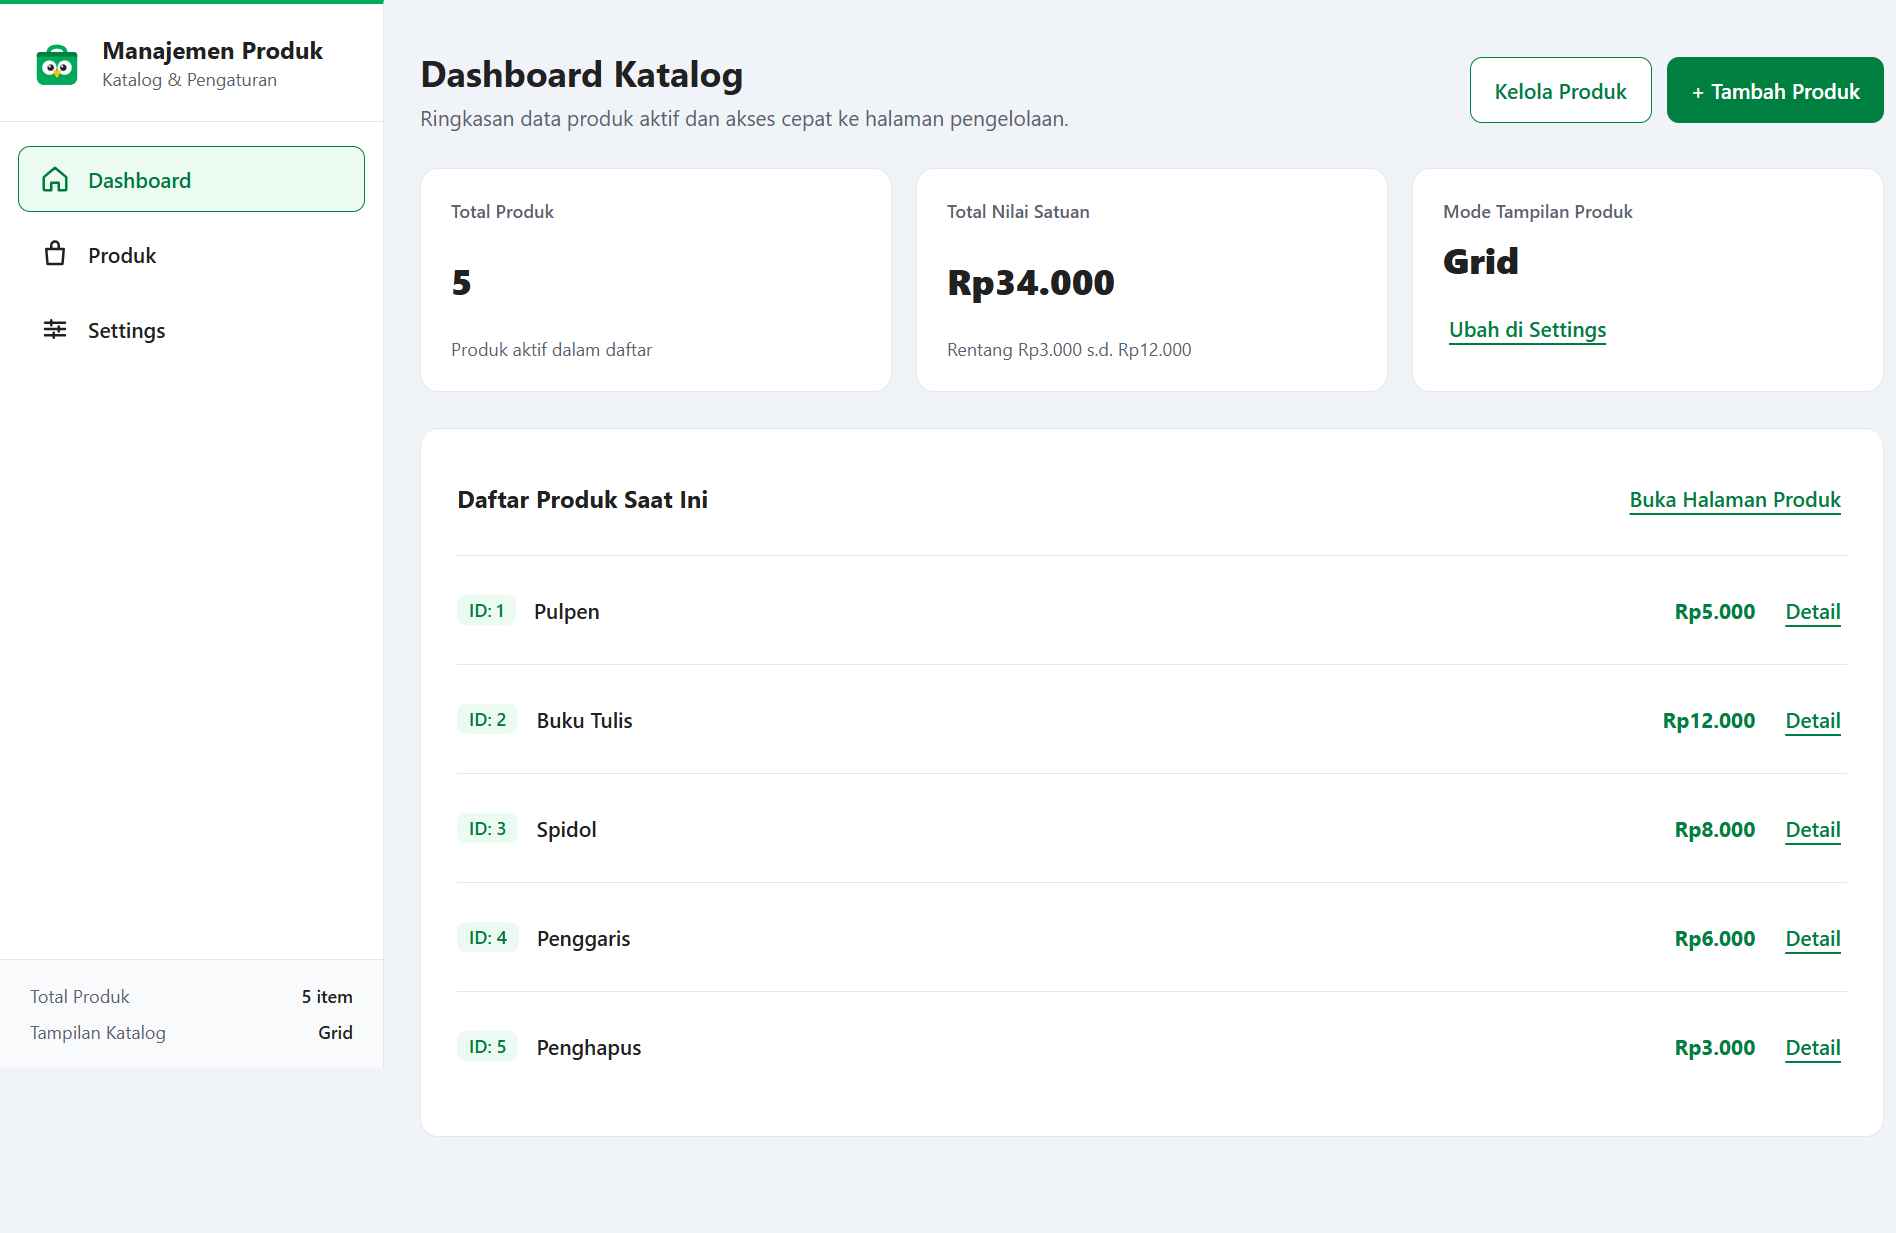 Manajemen Produk
Katalog & Pengaturan
Dashboard
Produk
Settings
Total Produk 5 item
Tampilan Katalog Grid
Dashboard Katalog
Ringkasan data produk aktif dan akses cepat ke halaman pengelolaan.
Kelola Produk
+ Tambah Produk
Total Produk
5
Produk aktif dalam daftar
Total Nilai Satuan
Rp34.000
Rentang Rp3.000 s.d. Rp12.000
Mode Tampilan Produk
Grid
Ubah di Settings
Daftar Produk Saat Ini
Buka Halaman Produk
ID: 1 Pulpen Rp5.000 Detail
ID: 2 Buku Tulis Rp12.000 Detail
ID: 3 Spidol Rp8.000 Detail
ID: 4 Penggaris Rp6.000 Detail
ID: 5 Penghapus Rp3.000 Detail